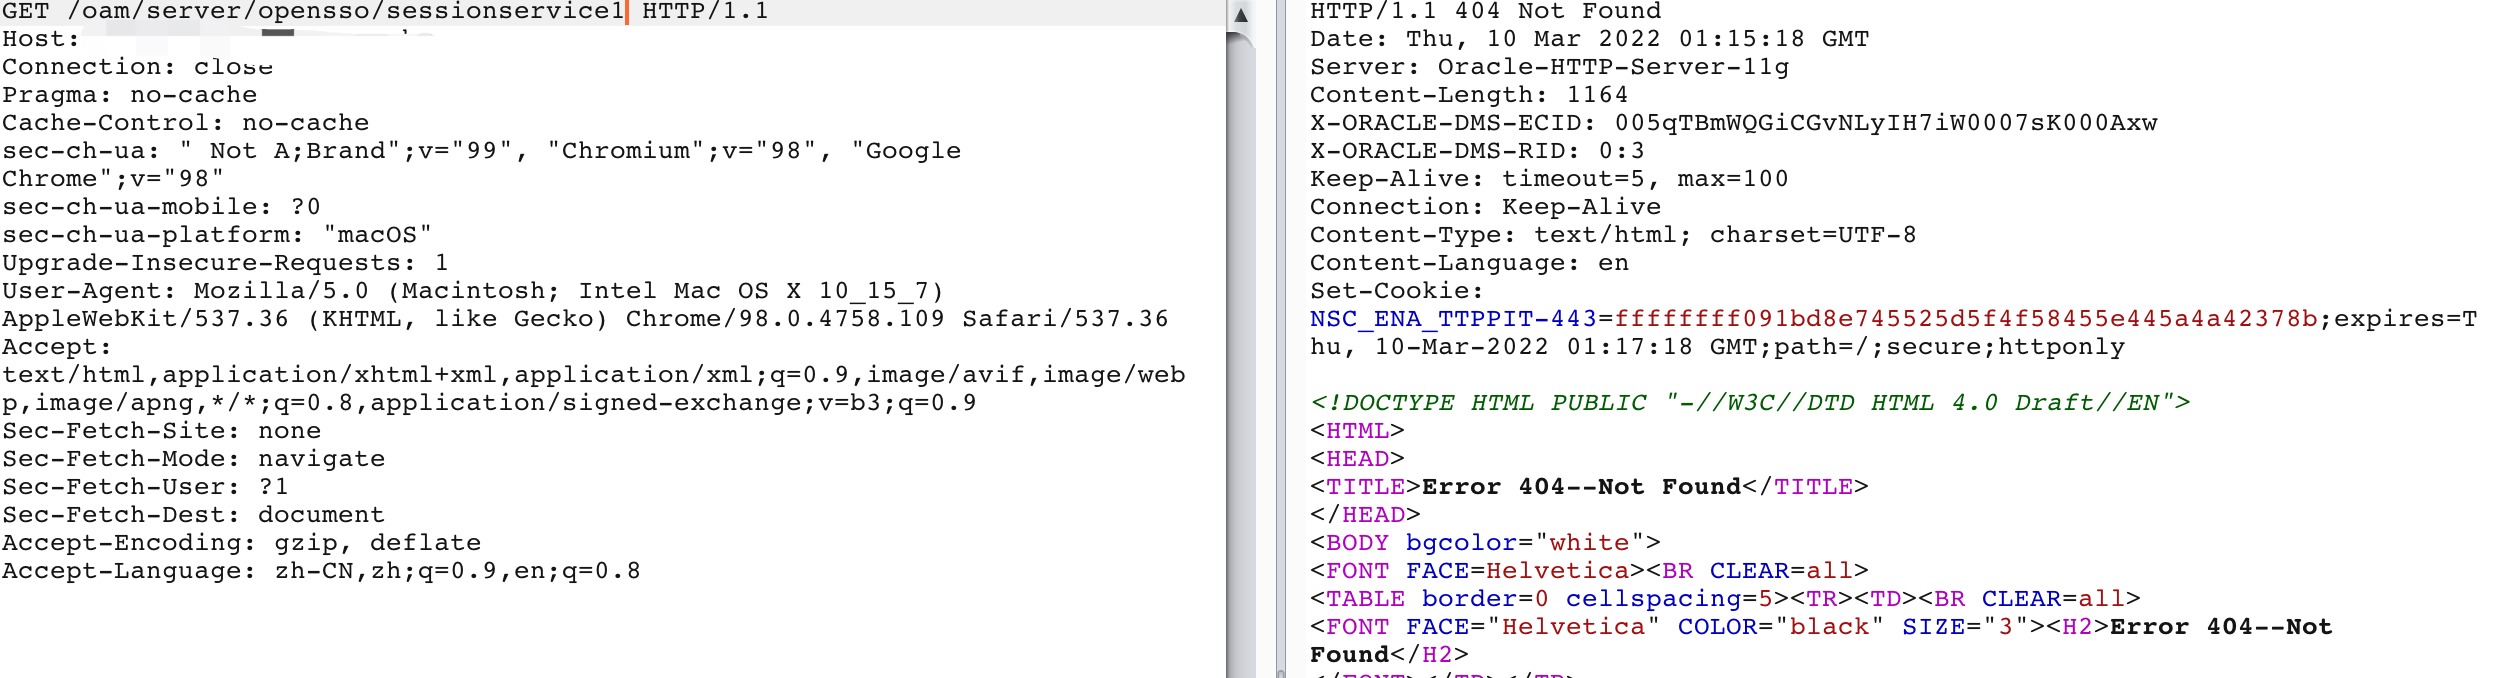 GET /oam/server/opensso/sessionservice1 HTTP/1.1
Host:
Connection: close
Pragma: no-cache
Cache-Control: no-cache
sec-ch-ua: " Not A;Brand";v="99", "Chromium";v="98", "Google
Chrome";v="98"
sec-ch-ua-mobile: ?0
sec-ch-ua-platform: "macOS"
Upgrade-Insecure-Requests: 1
User-Agent: Mozilla/5.0 (Macintosh; Intel Mac OS X 10_15_7)
AppleWebKit/537.36 (KHTML, like Gecko) Chrome/98.0.4758.109 Safari/537.36
Accept:
text/html,application/xhtml+xml,application/xml;q=0.9,image/avif,image/web
p,image/apng,*/*;q=0.8,application/signed-exchange;v=b3;q=0.9
Sec-Fetch-Site: none
Sec-Fetch-Mode: navigate
Sec-Fetch-User: ?1
Sec-Fetch-Dest: document
Accept-Encoding: gzip, deflate
Accept-Language: zh-CN,zh;q=0.9,en;q=0.8
HTTP/1.1 404 Not Found
Date: Thu, 10 Mar 2022 01:15:18 GMT
Server: Oracle-HTTP-Server-11g
Content-Length: 1164
X-ORACLE-DMS-ECID: 005qTBmWQGiCGvNLyIH7iW0007sK000Axw
X-ORACLE-DMS-RID: 0:3
Keep-Alive: timeout=5, max=100
Connection: Keep-Alive
Content-Type: text/html; charset=UTF-8
Content-Language: en
Set-Cookie:
NSC_ENA_TTPPIT-443=ffffffff091bd8e745525d5f4f58455e445a4a42378b;expires=T
hu, 10-Mar-2022 01:17:18 GMT;path=/;secure;httponly
<!DOCTYPE HTML PUBLIC "-//W3C//DTD HTML 4.0 Draft//EN">
<HTML>
<HEAD>
<TITLE>Error 404--Not Found</TITLE>
</HEAD>
<BODY bgcolor="white">
<FONT FACE=Helvetica><BR CLEAR=all>
<TABLE border=0 cellspacing=5><TR><TD><BR CLEAR=all>
<FONT FACE="Helvetica" COLOR="black" SIZE="3"><H2>Error 404--Not
Found</H2>
</FONT></TD></TR>